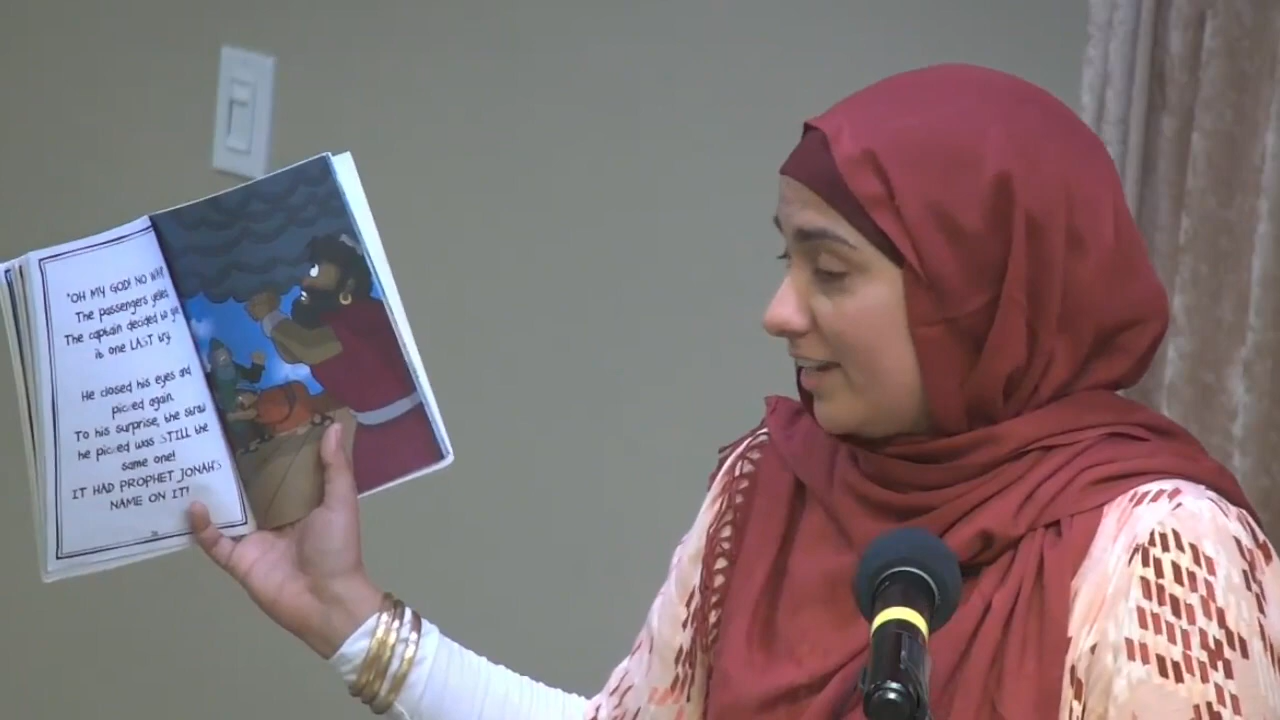 "OH MY GOD! NO WAY!"
The passengers yelled.
The captain decided to give
it one LAST try.
He closed his eyes and
picked again.
To his surprise, the straw
he picked was STILL the
same one!
IT HAD PROPHET JONAH'S
NAME ON IT!